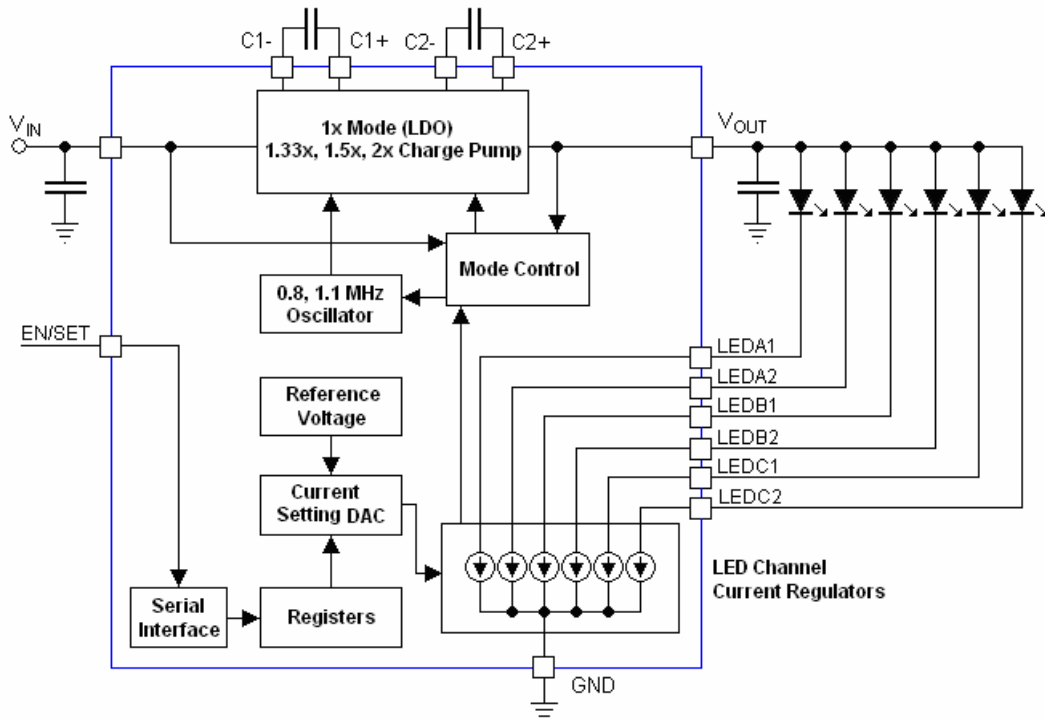 C1-
C1+
C2-
C2+
VIN
1x Mode (LDO)
1.33x, 1.5x, 2x Charge Pump
VOUT
Mode Control
0.8, 1.1 MHz
Oscillator
EN/SET
LEDA1
LEDA2
LEDB1
LEDB2
LEDC1
LEDC2
Reference
Voltage
Current
Setting DAC
LED Channel
Current Regulators
Serial
Interface
Registers
GND